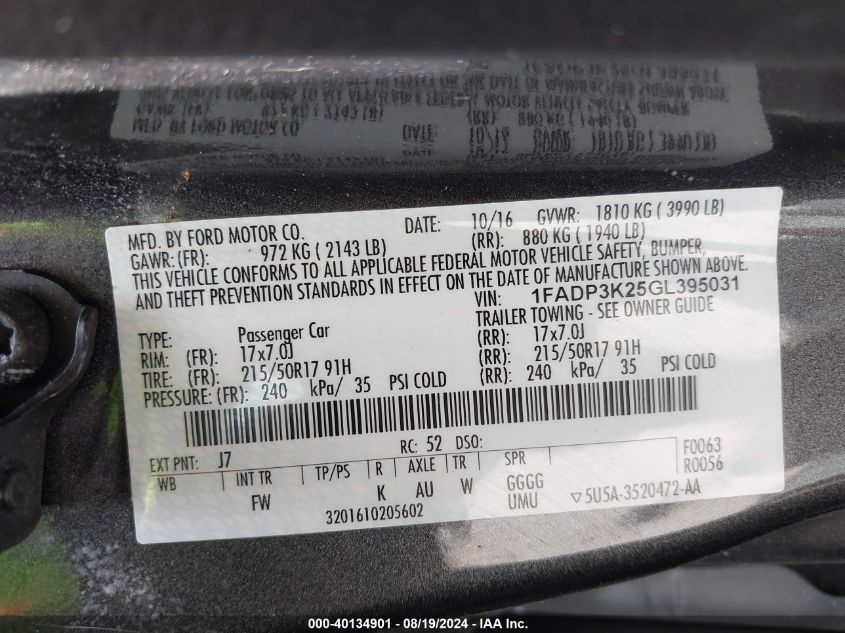 MFD. BY FORD MOTOR CO. DATE: 10/16 GVWR: 1810 KG ( 3990 LB)
GAWR: (FR): 972 KG ( 2143 LB) (RR): 880 KG ( 1940 LB)
THIS VEHICLE CONFORMS TO ALL APPLICABLE FEDERAL MOTOR VEHICLE SAFETY, BUMPER,
AND THEFT PREVENTION STANDARDS IN EFFECT ON THE DATE OF MANUFACTURE SHOWN ABOVE.
VIN: 1FADP3K25GL395031
TYPE: Passenger Car TRAILER TOWING - SEE OWNER GUIDE
RIM: (FR): 17x7.0J (RR): 17x7.0J
TIRE: (FR): 215/50R17 91H (RR): 215/50R17 91H
PRESSURE: (FR): 240 kPa/ 35 PSI COLD (RR): 240 kPa/ 35 PSI COLD
EXT PNT: J7 RC: 52 DSO: F0063
WB INT TR TP/PS R AXLE TR SPR R0056
FW K AU W GGGG
UMU ▽5U5A-3520472-AA
3201610205602
000-40134901 - 08/19/2024 - IAA Inc.